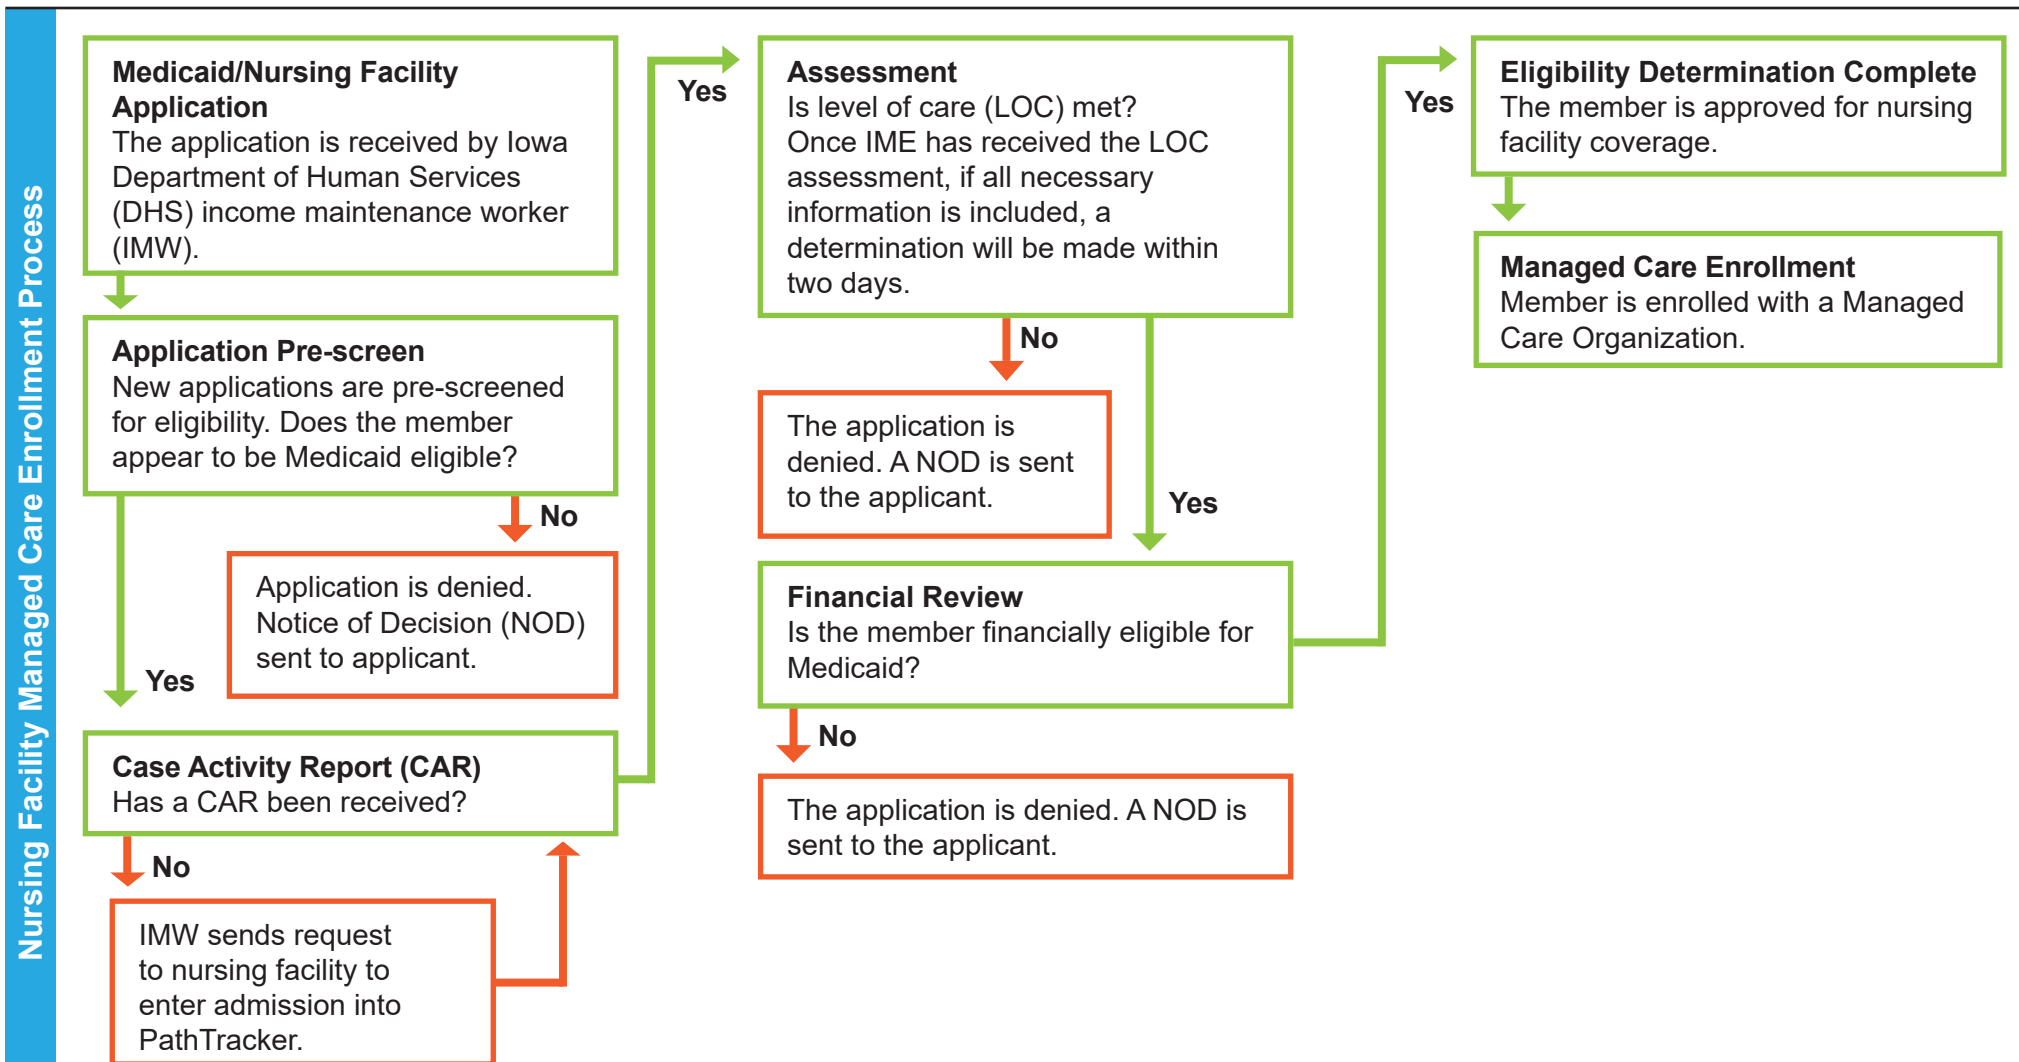 Nursing Facility Managed Care Enrollment Process
Medicaid/Nursing Facility
Application
The application is received by Iowa
Department of Human Services
(DHS) income maintenance worker
(IMW).
Application Pre-screen
New applications are pre-screened
for eligibility. Does the member
appear to be Medicaid eligible?
No
Application is denied.
Notice of Decision (NOD)
sent to applicant.
Yes
Case Activity Report (CAR)
Has a CAR been received?
No
IMW sends request
to nursing facility to
enter admission into
PathTracker.
Yes
Assessment
Is level of care (LOC) met?
Once IME has received the LOC
assessment, if all necessary
information is included, a
determination will be made within
two days.
No
The application is
denied. A NOD is sent
to the applicant.
Yes
Financial Review
Is the member financially eligible for
Medicaid?
No
The application is denied. A NOD is
sent to the applicant.
Yes
Eligibility Determination Complete
The member is approved for nursing
facility coverage.
Managed Care Enrollment
Member is enrolled with a Managed
Care Organization.